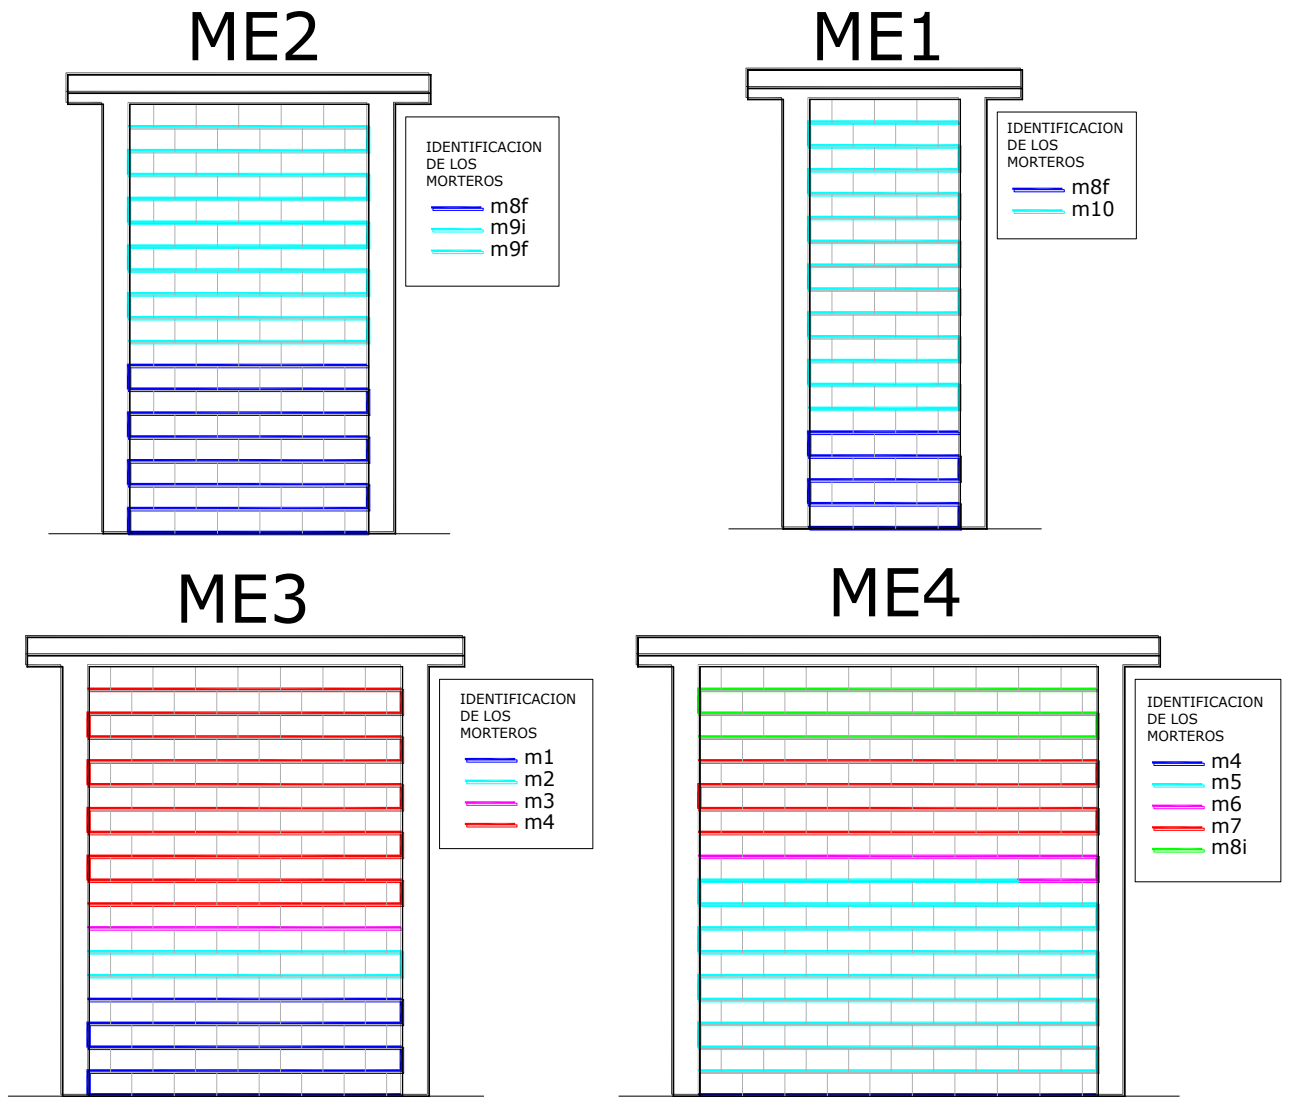 ME2
IDENTIFICACION
DE LOS
MORTEROS
m8f
m9i
m9f
ME1
IDENTIFICACION
DE LOS
MORTEROS
m8f
m10
ME3
IDENTIFICACION
DE LOS
MORTEROS
m1
m2
m3
m4
ME4
IDENTIFICACION
DE LOS
MORTEROS
m4
m5
m6
m7
m8i